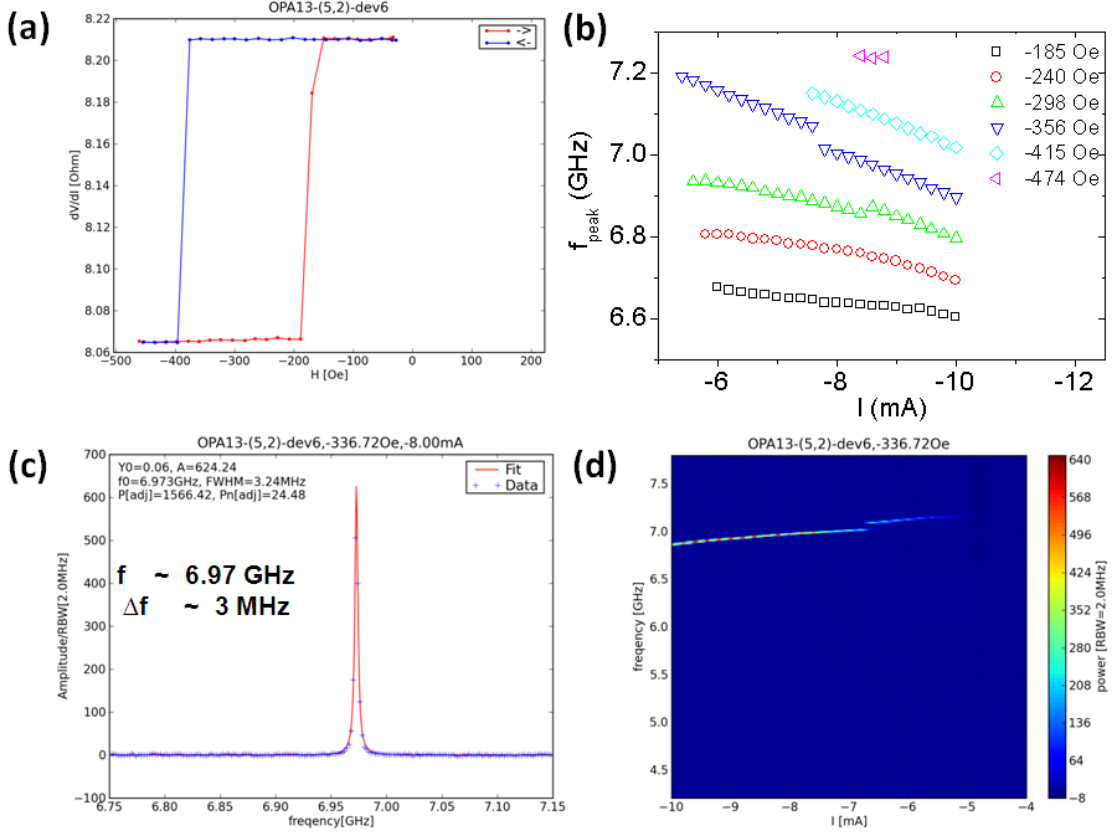 (a)
OPA13-(5,2)-dev6
8.22
8.20
8.18
8.16
8.14
8.12
8.10
8.08
8.06
dV/dI [Ohm]
->
<-
−500
−400
−300
−200
−100
0
100
200
H [Oe]
(b)
7.2
7.0
6.8
6.6
f_peak (GHz)
-185 Oe
-240 Oe
-298 Oe
-356 Oe
-415 Oe
-474 Oe
-6
-8
-10
-12
I (mA)
(c)
OPA13-(5,2)-dev6,-336.72Oe,-8.00mA
700
600
500
400
300
200
100
0
−100
Amplitude/RBW[2.0MHz]
Y0=0.06, A=624.24
f0=6.973GHz, FWHM=3.24MHz
P[adj]=1566.42, Pn[adj]=24.48
Fit
Data
f ~ 6.97 GHz
Δf ~ 3 MHz
6.75
6.80
6.85
6.90
6.95
7.00
7.05
7.10
7.15
freqency[GHz]
(d)
OPA13-(5,2)-dev6,-336.72Oe
7.5
7.0
6.5
6.0
5.5
5.0
4.5
freqency [GHz]
−10
−9
−8
−7
−6
−5
−4
I [mA]
640
568
496
424
352
280
208
136
64
−8
power [RBW=2.0MHz]